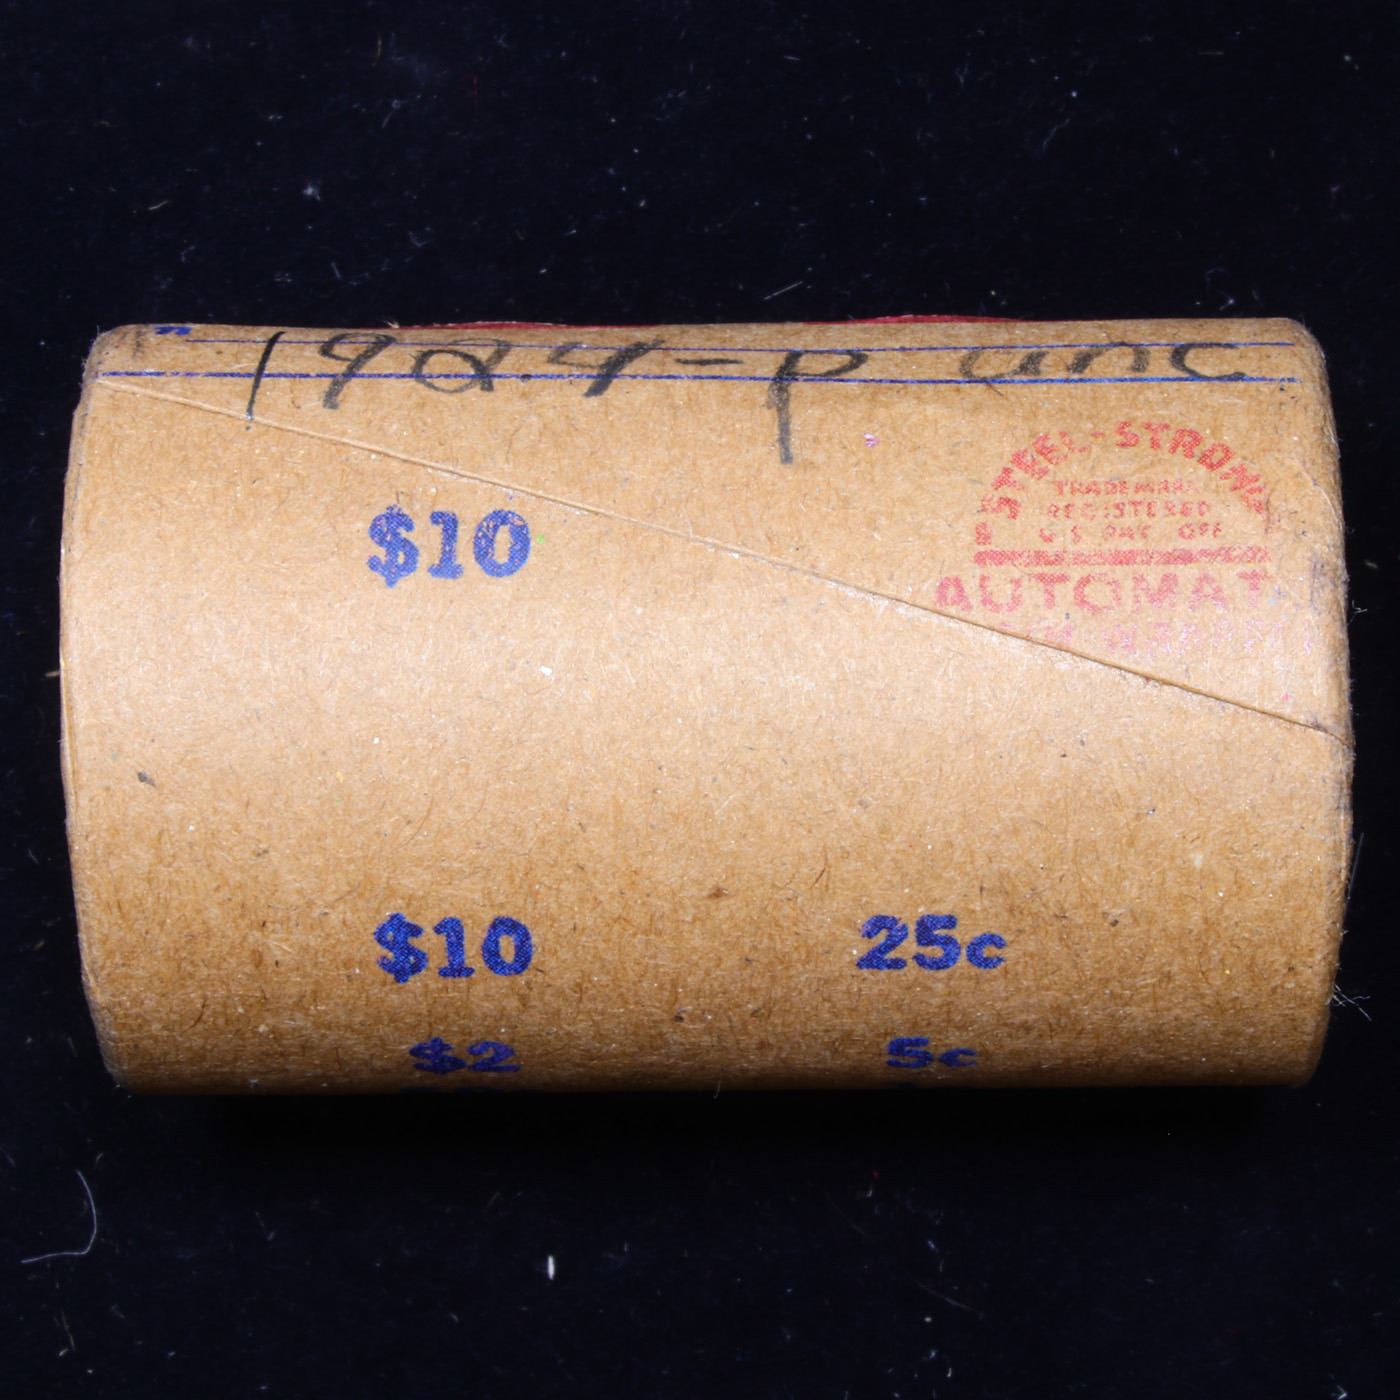 1924-P unc
STEEL-STRONG
TRADEMARK
REGISTERED
U S PAT OFF
$10
AUTOMAT
$10 25c
$2 5c